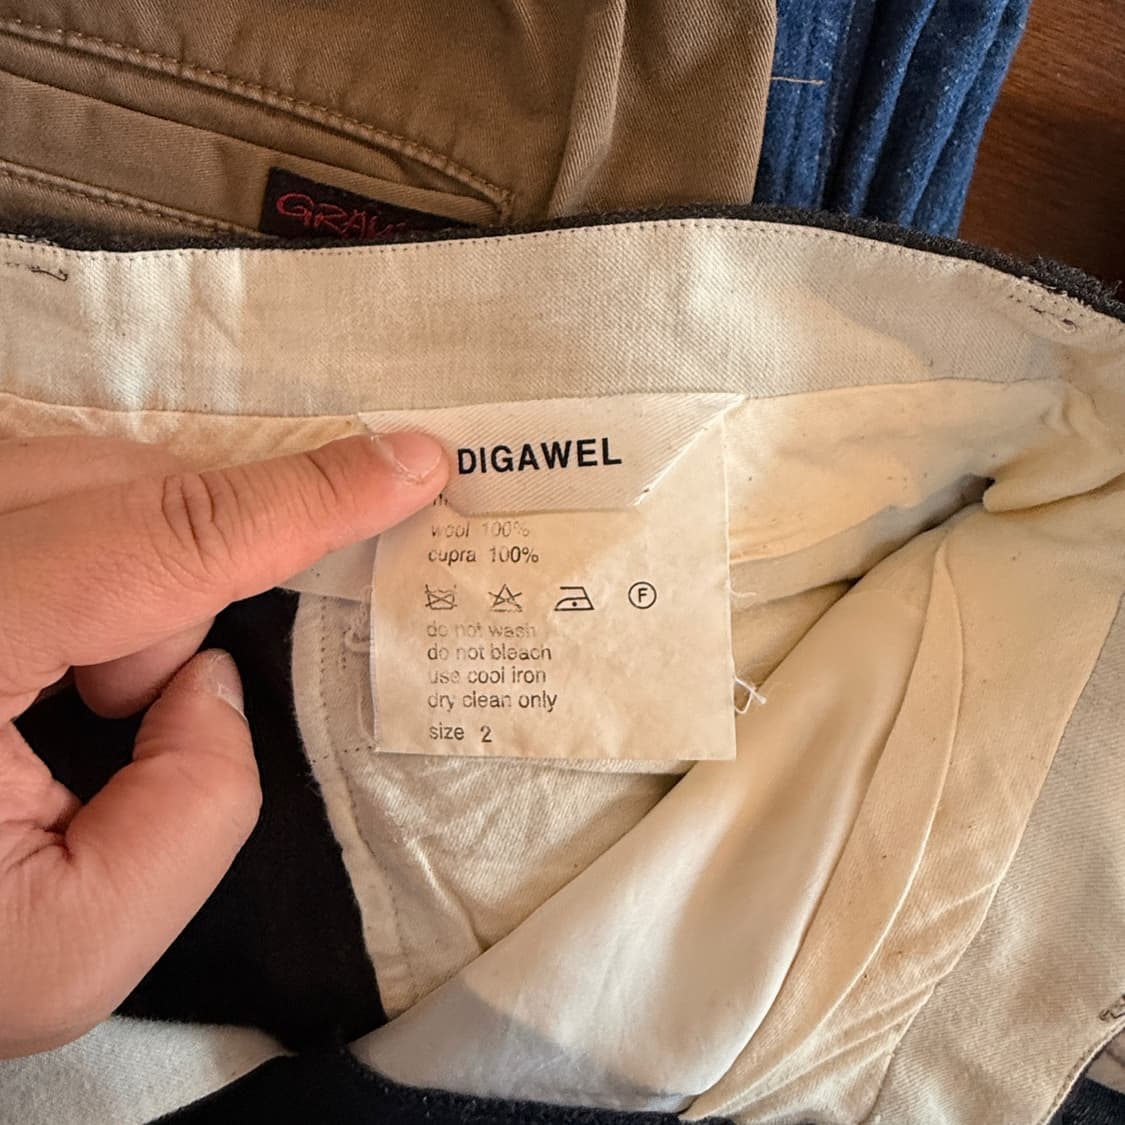 DIGAWEL
wool 100%
cupra 100%
F
do not wash
do not bleach
use cool iron
dry clean only
size 2